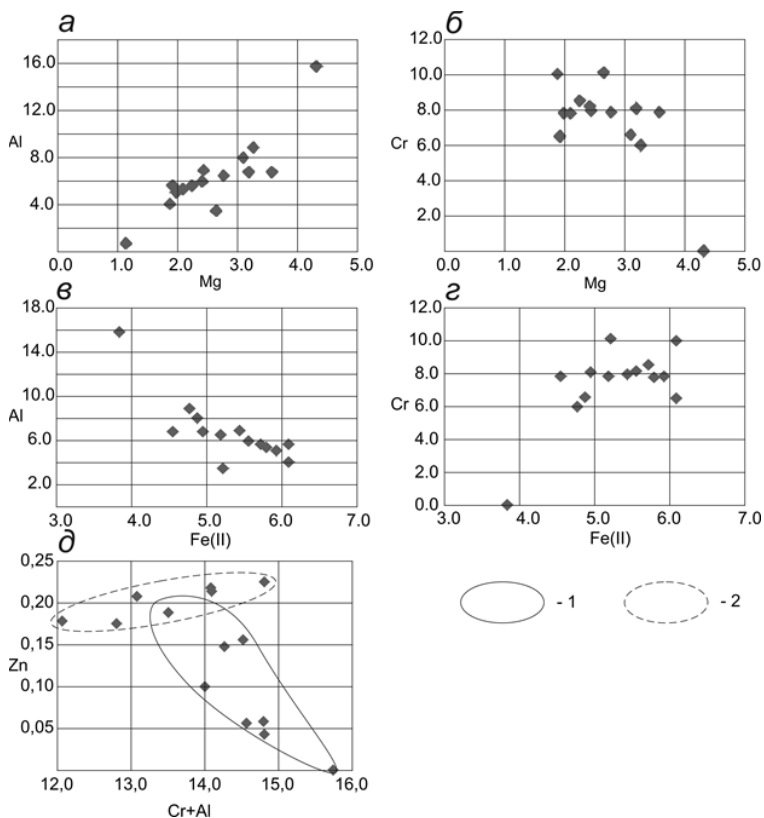 а
16.0
12.0
Al
8.0
4.0
0.0 1.0 2.0 3.0 4.0 5.0
Mg
б
12.0
10.0
8.0
Cr
6.0
4.0
2.0
0.0 1.0 2.0 3.0 4.0 5.0
Mg
в
18.0
14.0
10.0
Al
6.0
2.0
3.0 4.0 5.0 6.0 7.0
Fe(II)
г
12.0
10.0
8.0
Cr
6.0
4.0
2.0
0.0
3.0 4.0 5.0 6.0 7.0
Fe(II)
д
0,25
0,20
0,15
Zn
0,10
0,05
12,0 13,0 14,0 15,0 16,0
Cr+Al
- 1
- 2